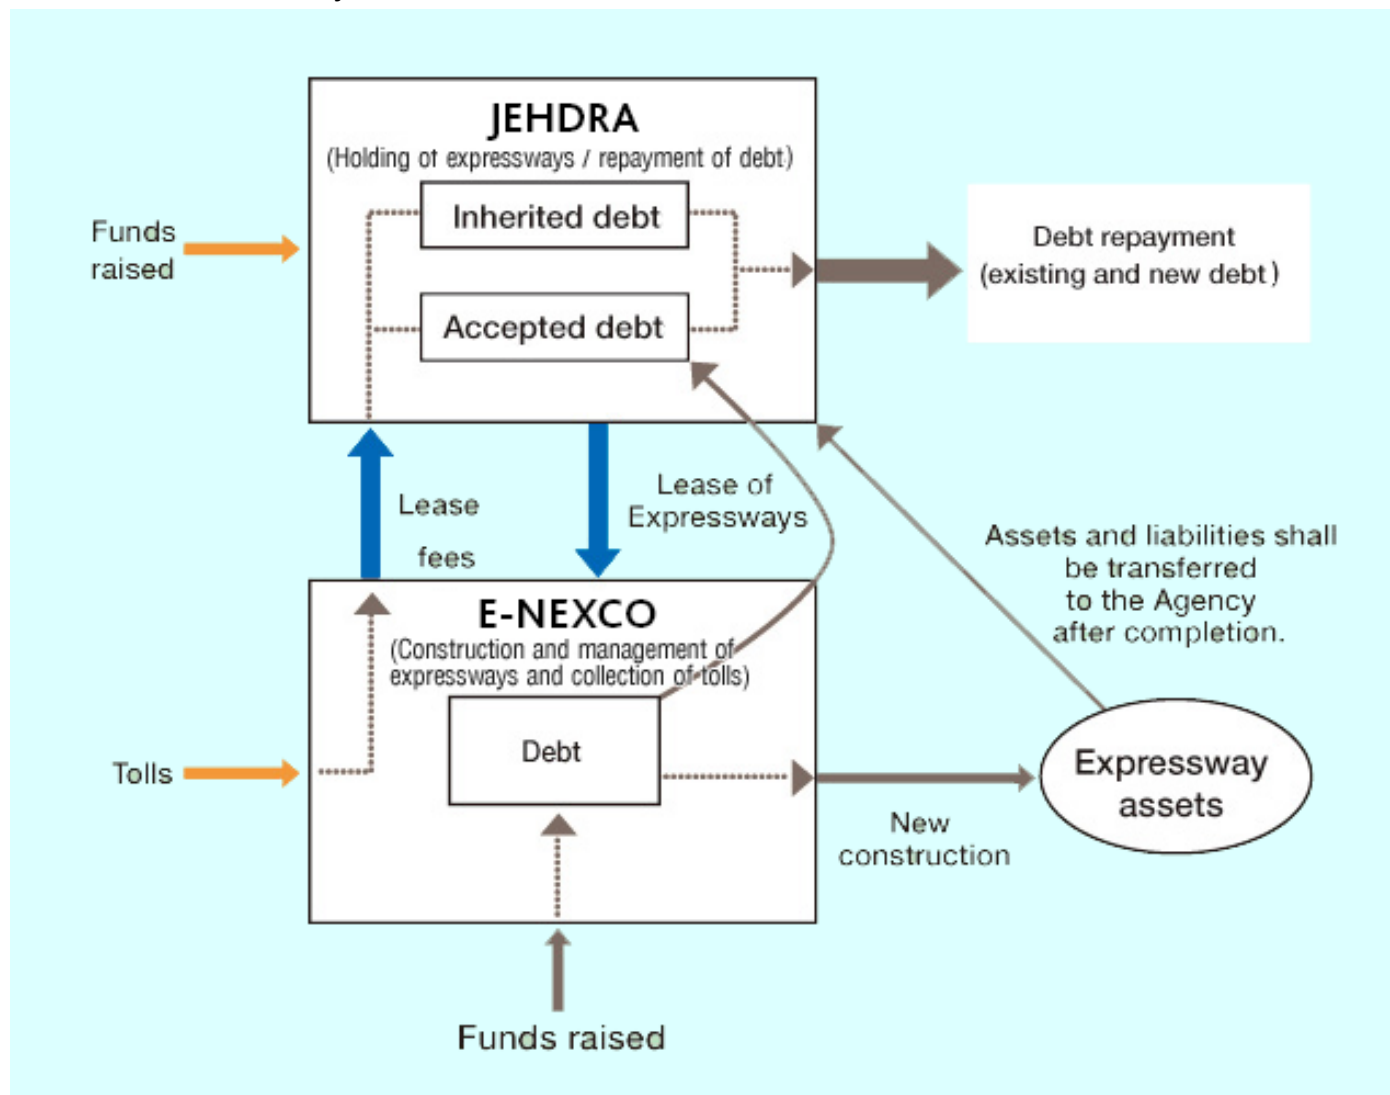 JEHDRA
(Holding of expressways / repayment of debt)
Inherited debt
Accepted debt
Funds
raised
Debt repayment
(existing and new debt)
Lease
fees
Lease of
Expressways
Assets and liabilities shall
be transferred
to the Agency
after completion.
E-NEXCO
(Construction and management of
expressways and collection of tolls)
Debt
Tolls
Expressway
assets
New
construction
Funds raised